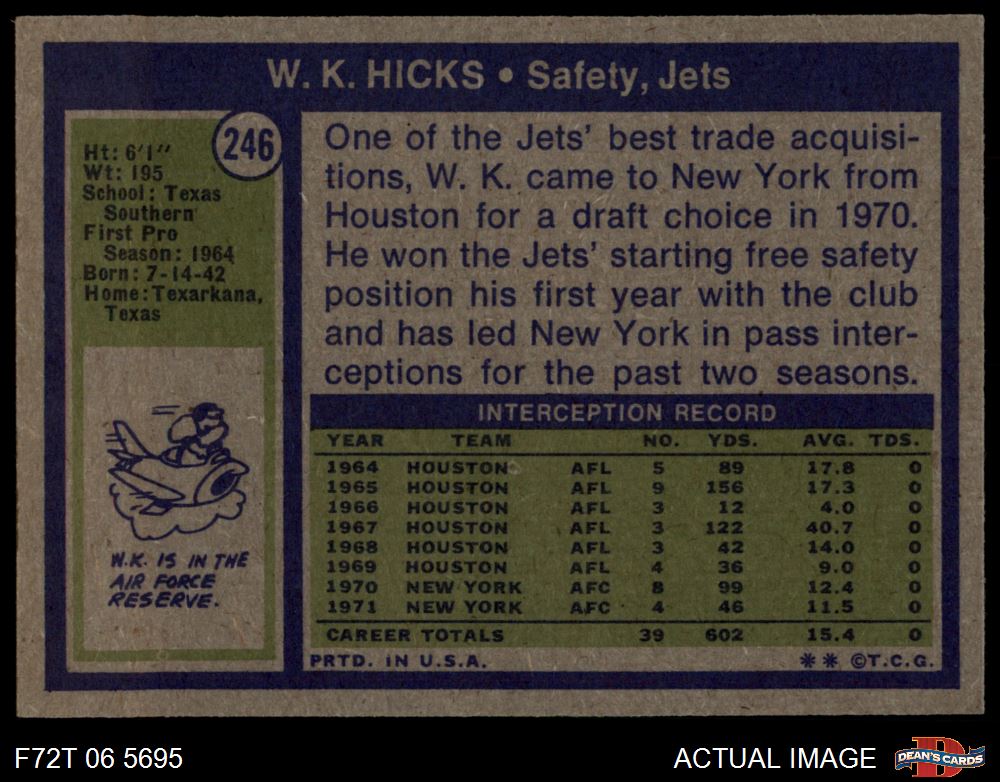 W. K. HICKS • Safety, Jets
246
Ht: 6'1"
Wt: 195
School: Texas
Southern
First Pro
Season: 1964
Born: 7-14-42
Home: Texarkana,
Texas
W.K. IS IN THE
AIR FORCE
RESERVE.
One of the Jets' best trade acquisi-
tions, W. K. came to New York from
Houston for a draft choice in 1970.
He won the Jets' starting free safety
position his first year with the club
and has led New York in pass inter-
ceptions for the past two seasons.
INTERCEPTION RECORD
YEAR TEAM NO. YDS. AVG. TDS.
1964 HOUSTON AFL 5 89 17.8 0
1965 HOUSTON AFL 9 156 17.3 0
1966 HOUSTON AFL 3 12 4.0 0
1967 HOUSTON AFL 3 122 40.7 0
1968 HOUSTON AFL 3 42 14.0 0
1969 HOUSTON AFL 4 36 9.0 0
1970 NEW YORK AFC 8 99 12.4 0
1971 NEW YORK AFC 4 46 11.5 0
CAREER TOTALS 39 602 15.4 0
PRTD. IN U.S.A. ** ©T.C.G.
F72T 06 5695 ACTUAL IMAGE
D
DEAN'S CARDS